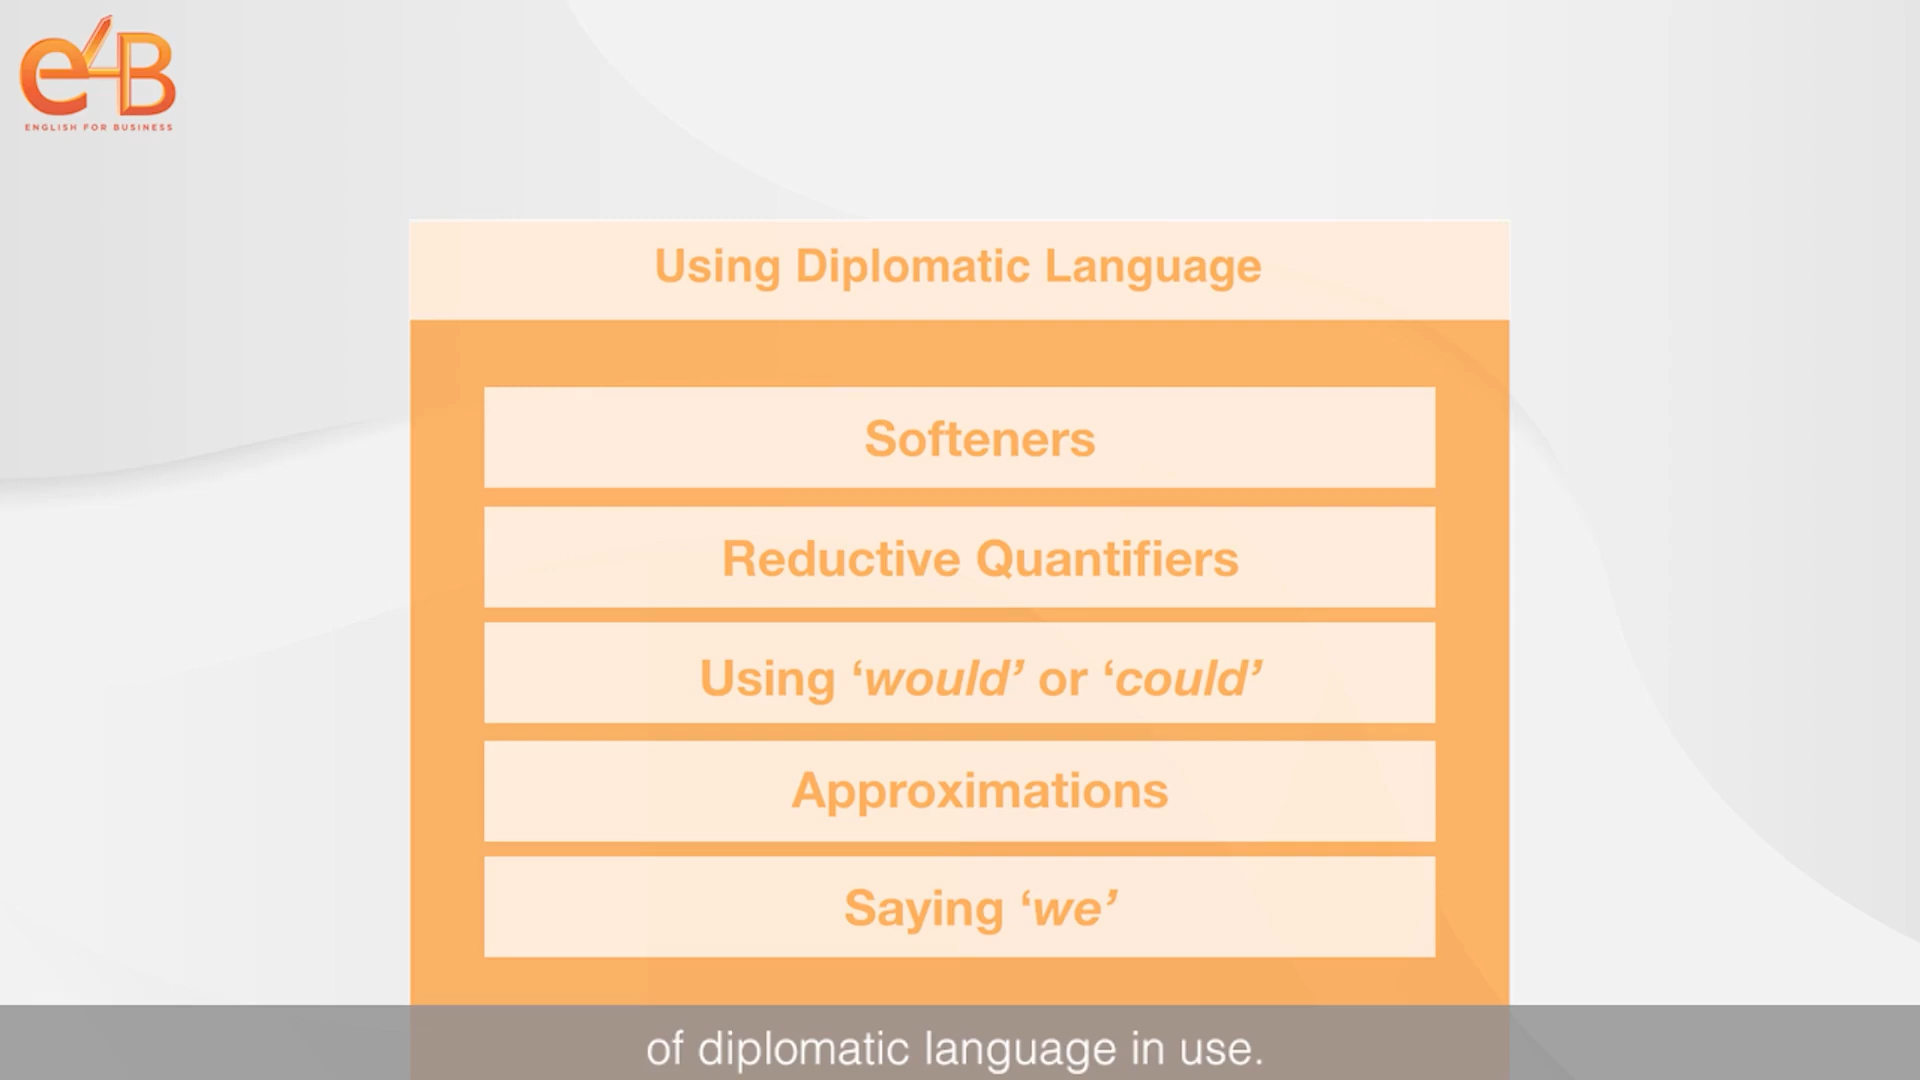 e4B
ENGLISH FOR BUSINESS
Using Diplomatic Language
Softeners
Reductive Quantifiers
Using ‘would’ or ‘could’
Approximations
Saying ‘we’
of diplomatic language in use.